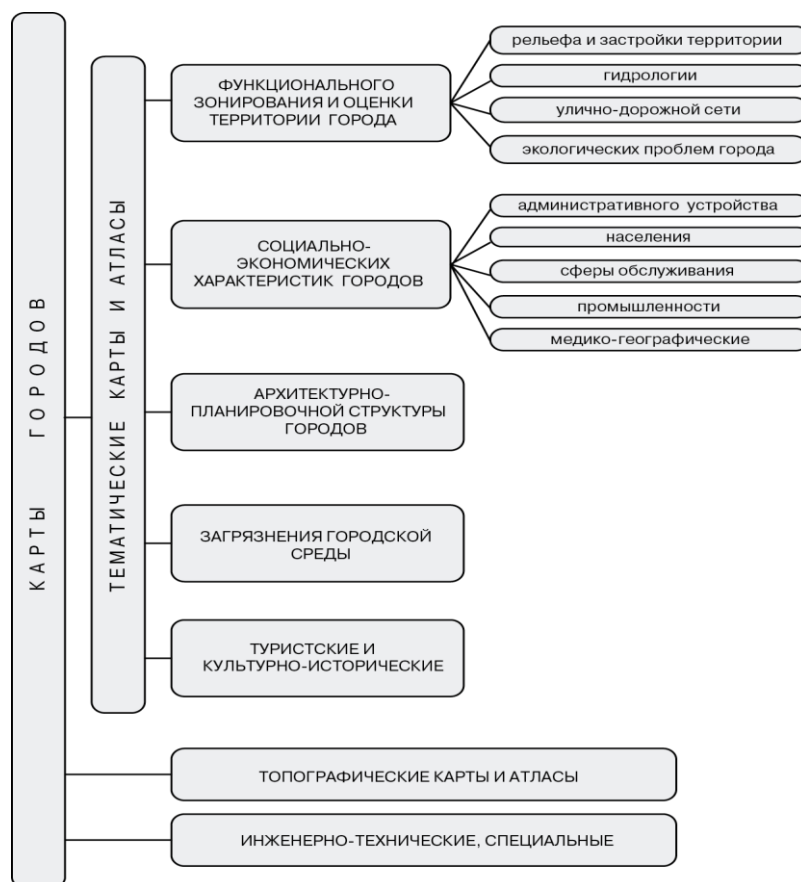 КАРТЫ ГОРОДОВ
ТЕМАТИЧЕСКИЕ КАРТЫ И АТЛАСЫ
ФУНКЦИОНАЛЬНОГО
ЗОНИРОВАНИЯ И ОЦЕНКИ
ТЕРРИТОРИИ ГОРОДА
рельефа и застройки территории
гидрологии
улично-дорожной сети
экологических проблем города
СОЦИАЛЬНО-
ЭКОНОМИЧЕСКИХ
ХАРАКТЕРИСТИК ГОРОДОВ
административного устройства
населения
сферы обслуживания
промышленности
медико-географические
АРХИТЕКТУРНО-
ПЛАНИРОВОЧНОЙ СТРУКТУРЫ
ГОРОДОВ
ЗАГРЯЗНЕНИЯ ГОРОДСКОЙ
СРЕДЫ
ТУРИСТСКИЕ И
КУЛЬТУРНО-ИСТОРИЧЕСКИЕ
ТОПОГРАФИЧЕСКИЕ КАРТЫ И АТЛАСЫ
ИНЖЕНЕРНО-ТЕХНИЧЕСКИЕ, СПЕЦИАЛЬНЫЕ